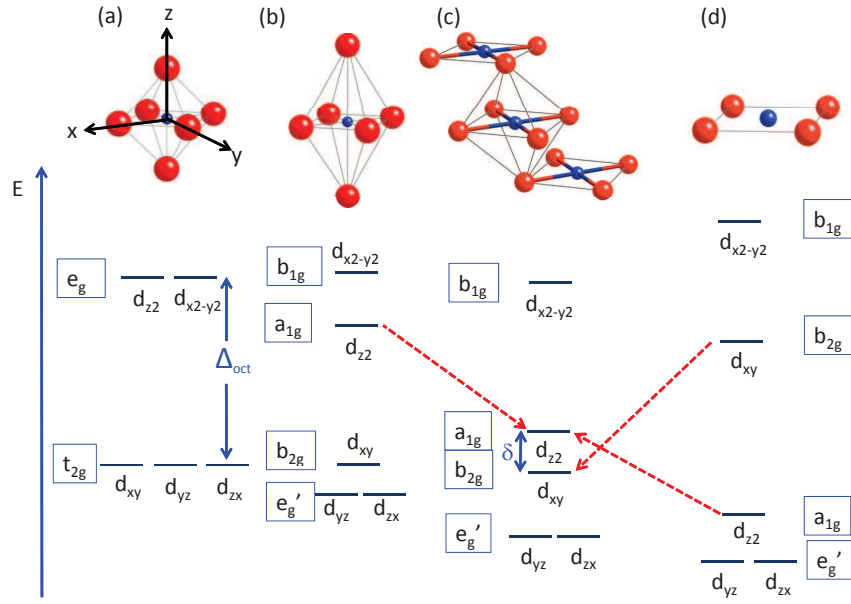 (a)
z
x
y
(b)
(c)
(d)
E
e_g
d_z2
d_x2-y2
Δ_oct
t_2g
d_xy
d_yz
d_zx
b_1g
d_x2-y2
a_1g
d_z2
b_2g
d_xy
e_g'
d_yz
d_zx
b_1g
d_x2-y2
a_1g
d_z2
δ
b_2g
d_xy
e_g'
d_yz
d_zx
d_x2-y2
b_1g
d_xy
b_2g
d_z2
a_1g
e_g'
d_yz
d_zx